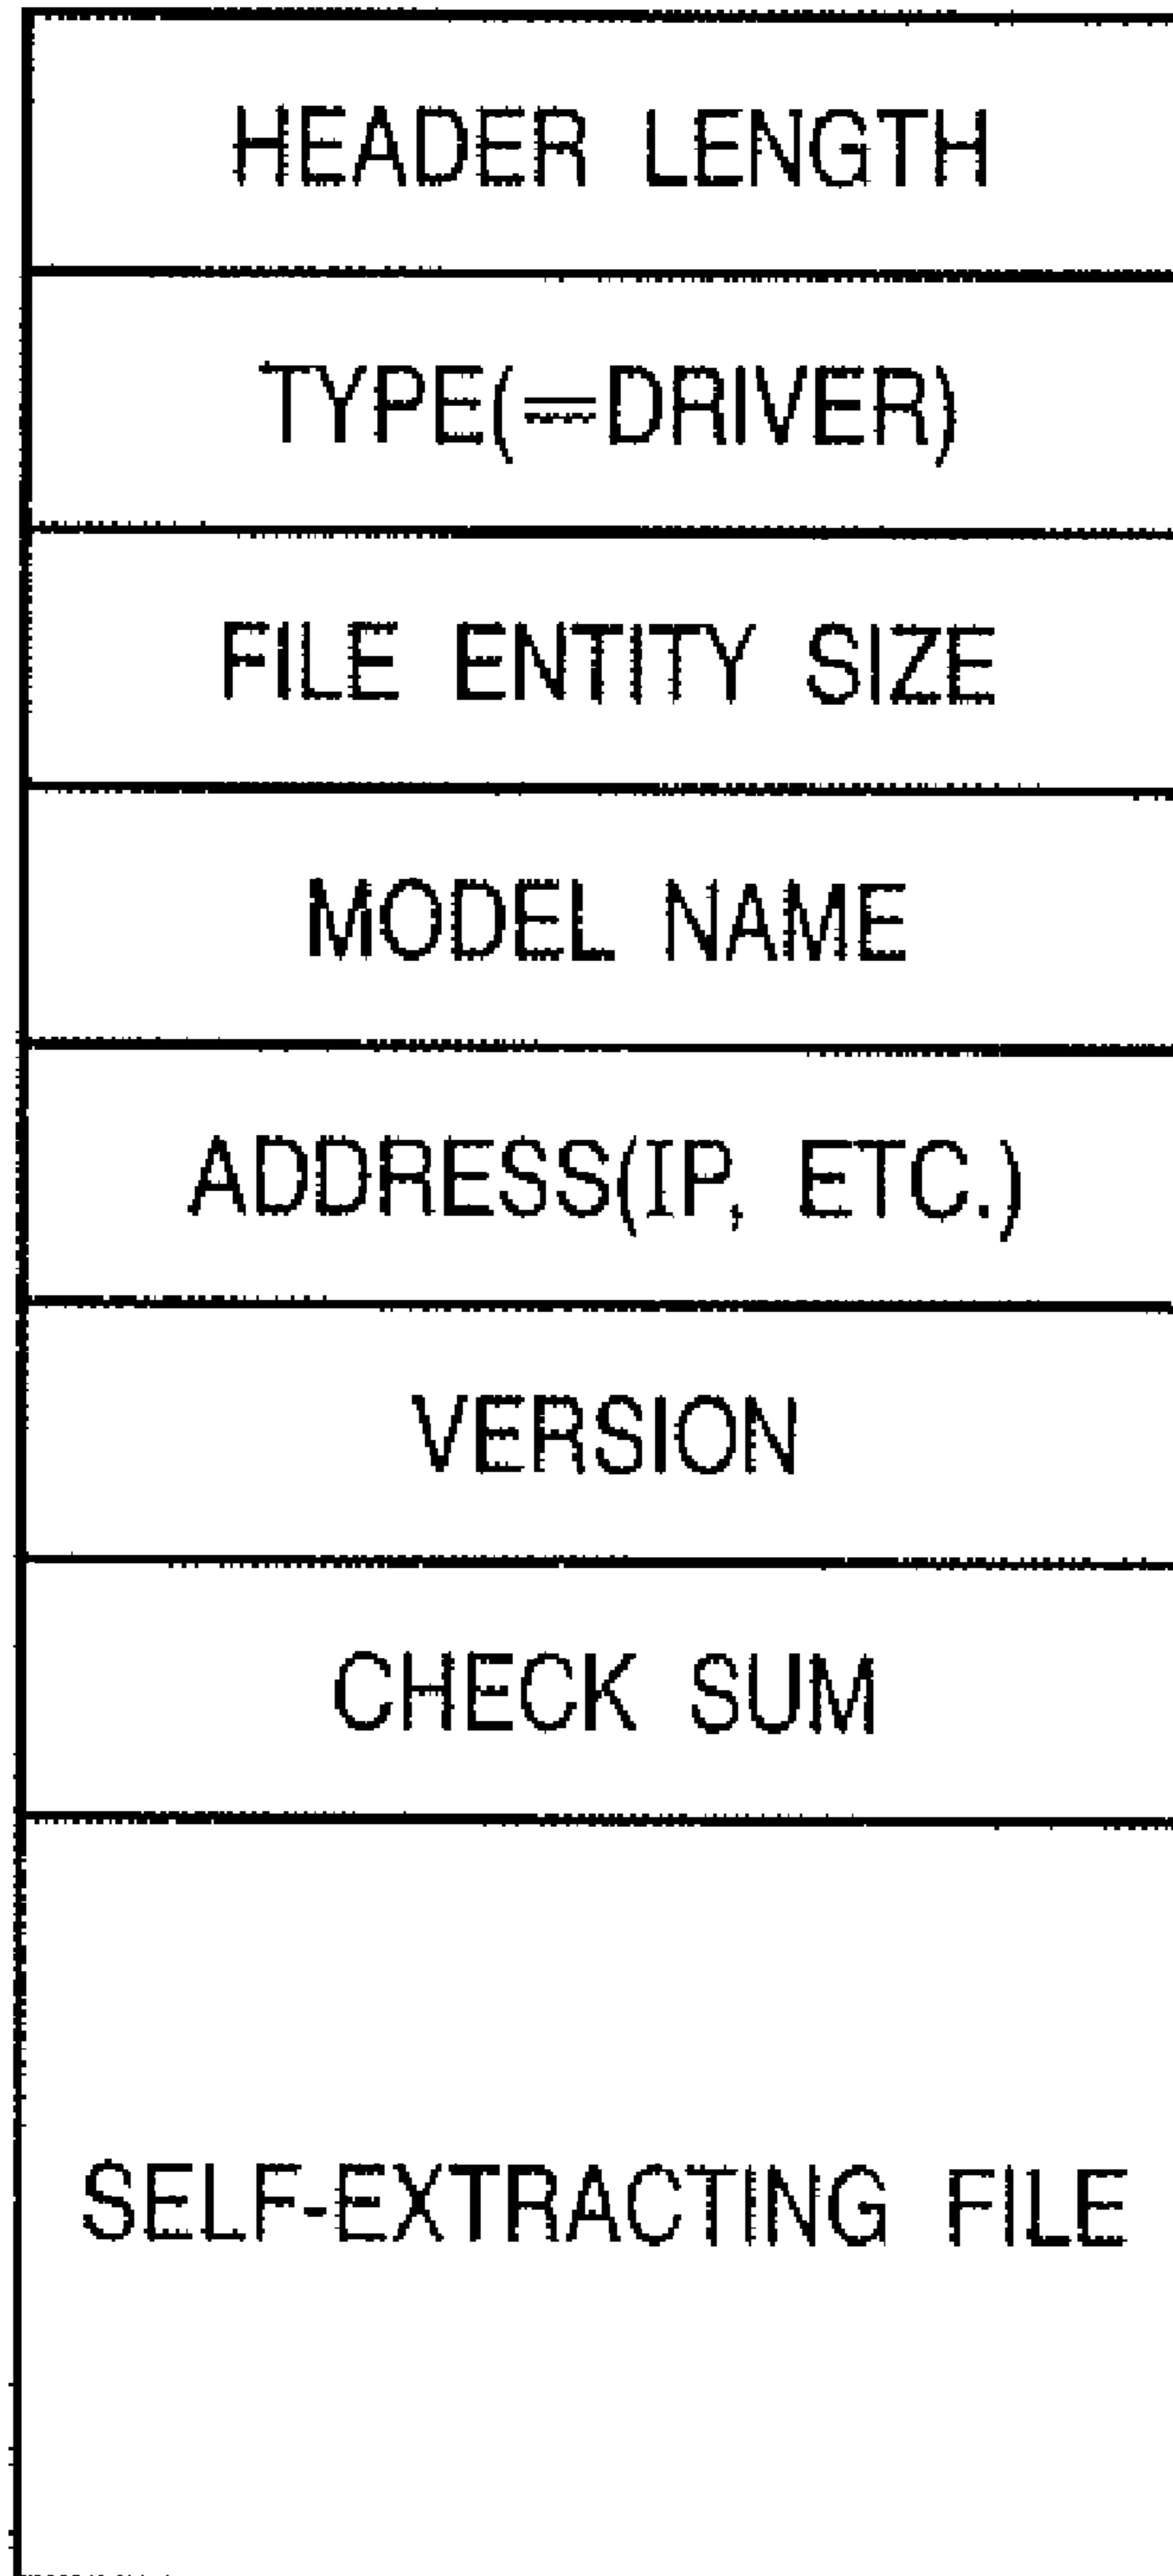 HEADER LENGTH
TYPE(=DRIVER)
FILE ENTITY SIZE
MODEL NAME
ADDRESS(IP, ETC.)
VERSION
CHECK SUM
SELF-EXTRACTING FILE